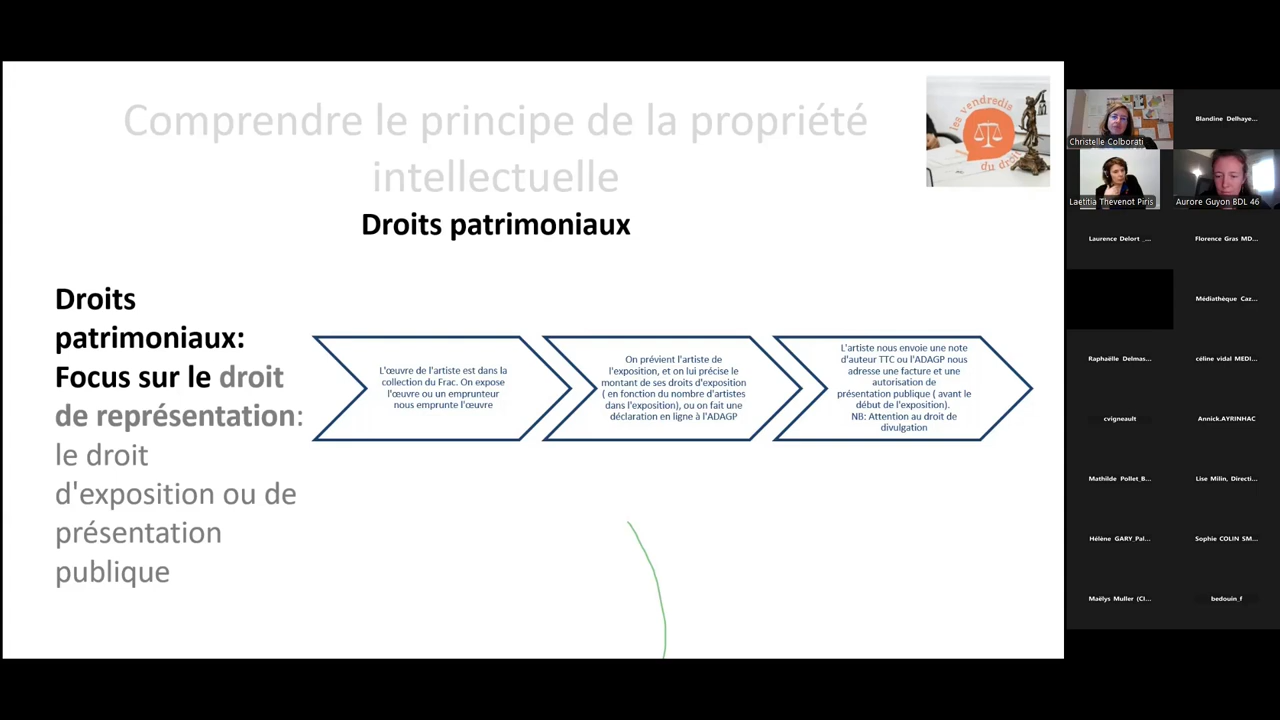 Comprendre le principe de la propriété
intellectuelle
Droits patrimoniaux
les vendredis
du droit
Droits
patrimoniaux:
Focus sur le droit
de représentation:
le droit
d'exposition ou de
présentation
publique
L'œuvre de l'artiste est dans la
collection du Frac. On expose
l'œuvre ou un emprunteur
nous emprunte l'œuvre
On prévient l'artiste de
l'exposition, et on lui précise le
montant de ses droits d'exposition
( en fonction du nombre d'artistes
dans l'exposition), ou on fait une
déclaration en ligne à l'ADAGP
L'artiste nous envoie une note
d'auteur TTC ou l'ADAGP nous
adresse une facture et une
autorisation de
présentation publique ( avant le
début de l'exposition).
NB: Attention au droit de
divulgation
Christelle Colborati
Blandine Delhaye...
Laetitia Thevenot Piris
Aurore Guyon BDL 46
Laurence Delort _...
Florence Gras MD...
Médiathèque Caz...
Raphaëlle Delmas...
céline vidal MEDI...
cvigneault
Annick.AYRINHAC
Mathilde Pollet_B...
Lise Milin, Directi...
Hélène GARY_Pal...
Sophie COLIN SM...
Maëlys Muller (CI...
bedouin_f